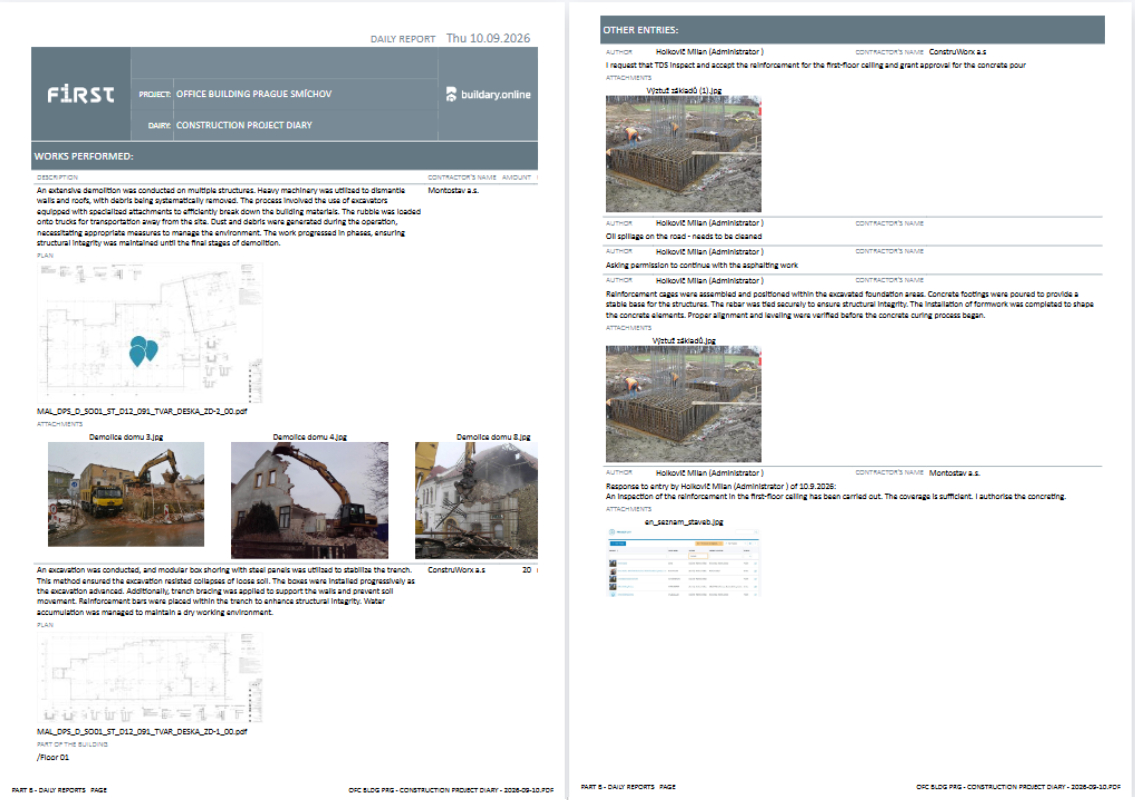 DAILY REPORT Thu 10.09.2026
FiRST
PROJECT: OFFICE BUILDING PRAGUE SMÍCHOV
buildary.online
DAIRY: CONSTRUCTION PROJECT DIARY
WORKS PERFORMED:
DESCRIPTION CONTRACTOR'S NAME AMOUNT
An extensive demolition was conducted on multiple structures. Heavy machinery was utilized to dismantle Montostav a.s.
walls and roofs, with debris being systematically removed. The process involved the use of excavators
equipped with specialized attachments to efficiently break down the building materials. The rubble was loaded
onto trucks for transportation away from the site. Dust and debris were generated during the operation,
necessitating appropriate measures to manage the environment. The work progressed in phases, ensuring
structural integrity was maintained until the final stages of demolition.
PLAN
MAL_DPS_D_SO01_ST_D12_091_TVAR_DESKA_ZD-2_00.pdf
ATTACHMENTS
Demolice domu 3.jpg Demolice domu 4.jpg Demolice domu 8.jpg
An excavation was conducted, and modular box shoring with steel panels was utilized to stabilize the trench. ConstruWorx a.s 20
This method ensured the excavation resisted collapses of loose soil. The boxes were installed progressively as
the excavation advanced. Additionally, trench bracing was applied to support the walls and prevent soil
movement. Reinforcement bars were placed within the trench to enhance structural integrity. Water
accumulation was managed to maintain a dry working environment.
PLAN
MAL_DPS_D_SO01_ST_D12_091_TVAR_DESKA_ZD-1_00.pdf
PART OF THE BUILDING
/Floor 01
PART B - DAILY REPORTS PAGE OFC BLDG PRG - CONSTRUCTION PROJECT DIARY - 2026-09-10.PDF
OTHER ENTRIES:
AUTHOR Holkovič Milan (Administrator ) CONTRACTOR'S NAME ConstruWorx a.s
I request that TDS inspect and accept the reinforcement for the first-floor ceiling and grant approval for the concrete pour
ATTACHMENTS
Výztuž základů (1).jpg
AUTHOR Holkovič Milan (Administrator ) CONTRACTOR'S NAME
Oil spillage on the road - needs to be cleaned
AUTHOR Holkovič Milan (Administrator ) CONTRACTOR'S NAME
Asking permission to continue with the asphalting work
AUTHOR Holkovič Milan (Administrator ) CONTRACTOR'S NAME
Reinforcement cages were assembled and positioned within the excavated foundation areas. Concrete footings were poured to provide a
stable base for the structures. The rebar was tied securely to ensure structural integrity. The installation of formwork was completed to shape
the concrete elements. Proper alignment and leveling were verified before the concrete curing process began.
ATTACHMENTS
Výztuž základů.jpg
AUTHOR Holkovič Milan (Administrator ) CONTRACTOR'S NAME Montostav a.s.
Response to entry by Holkovič Milan (Administrator ) of 10.9.2026:
An inspection of the reinforcement in the first-floor ceiling has been carried out. The coverage is sufficient. I authorise the concreting.
ATTACHMENTS
en_seznam_staveb.jpg
PART B - DAILY REPORTS PAGE OFC BLDG PRG - CONSTRUCTION PROJECT DIARY - 2026-09-10.PDF